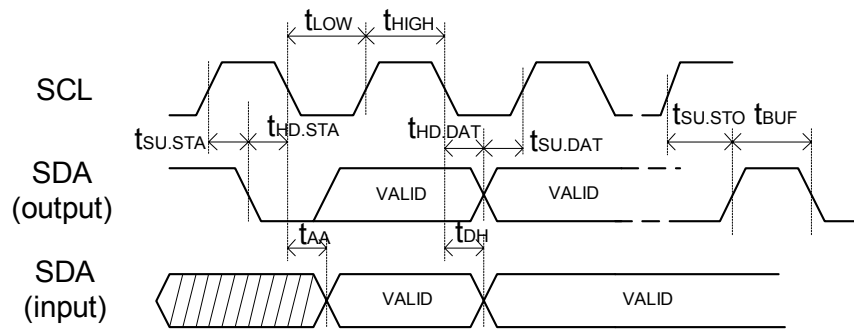 tLOW tHIGH
SCL
tSU.STA tHD.STA tHD.DAT tSU.DAT tSU.STO tBUF
SDA
(output)
VALID VALID
tAA tDH
SDA
(input)
VALID VALID